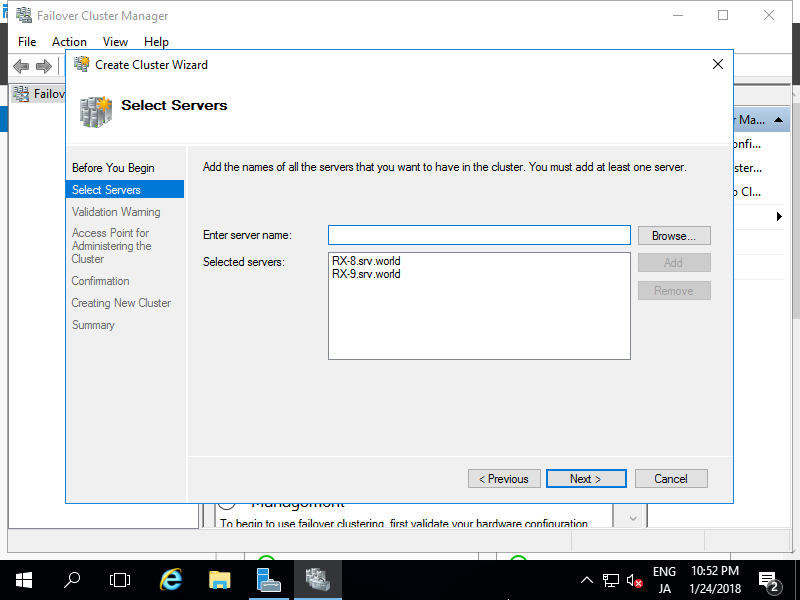 Failover Cluster Manager
File Action View Help
Create Cluster Wizard
Failov
Select Servers
r Ma...
onfi...
ster...
o Cl...
Before You Begin
Select Servers
Validation Warning
Access Point for
Administering the
Cluster
Confirmation
Creating New Cluster
Summary
Add the names of all the servers that you want to have in the cluster. You must add at least one server.
Enter server name:
Browse...
Selected servers:
RX-8.srv.world
RX-9.srv.world
Add
Remove
< Previous
Next >
Cancel
Management
To begin to use failover clustering, first validate your hardware configuration
ENG
JA
10:52 PM
1/24/2018
2